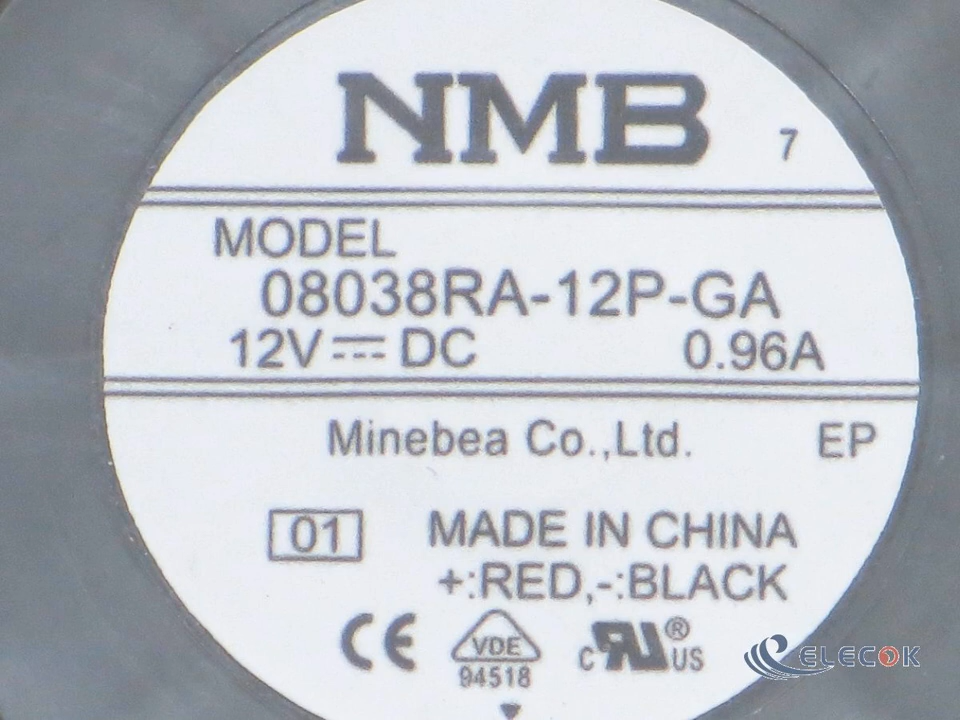 NMB 7
MODEL
08038RA-12P-GA
12V⎓DC 0.96A
Minebea Co.,Ltd. EP
01 MADE IN CHINA
+:RED,-:BLACK
CE VDE c RU® US
94518
ELECOK